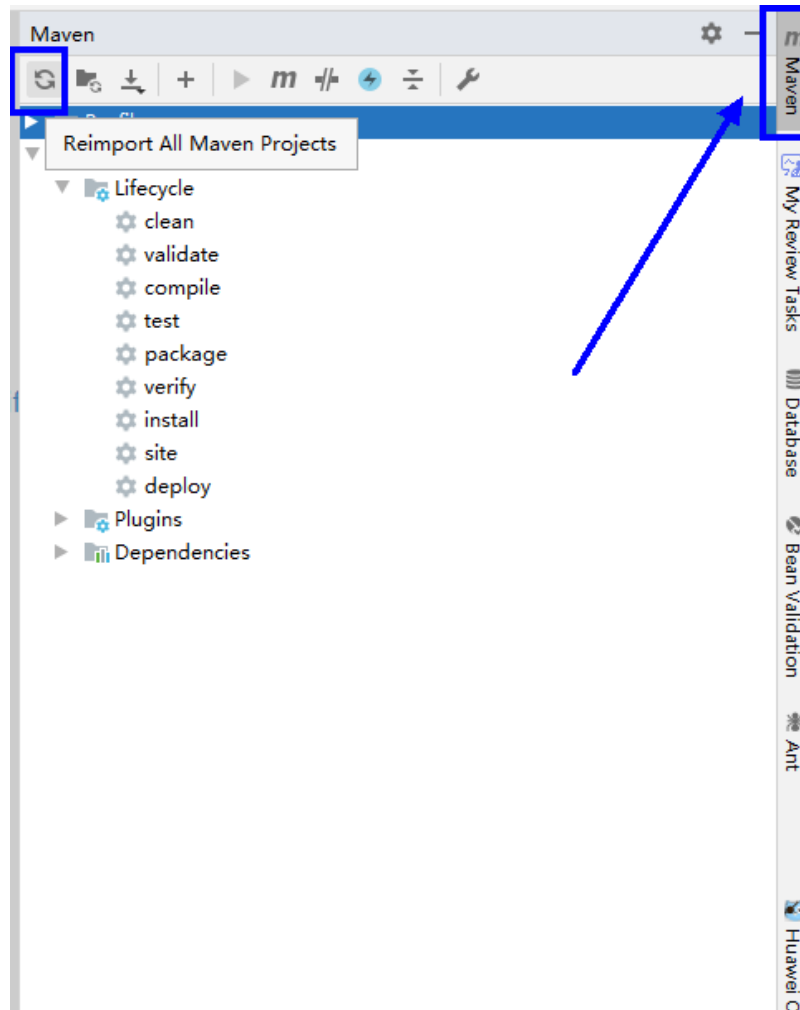 Maven
Reimport All Maven Projects
Lifecycle
clean
validate
compile
test
package
verify
install
site
deploy
Plugins
Dependencies
m Maven
My Review Tasks
Database
Bean Validation
Ant
Huawei